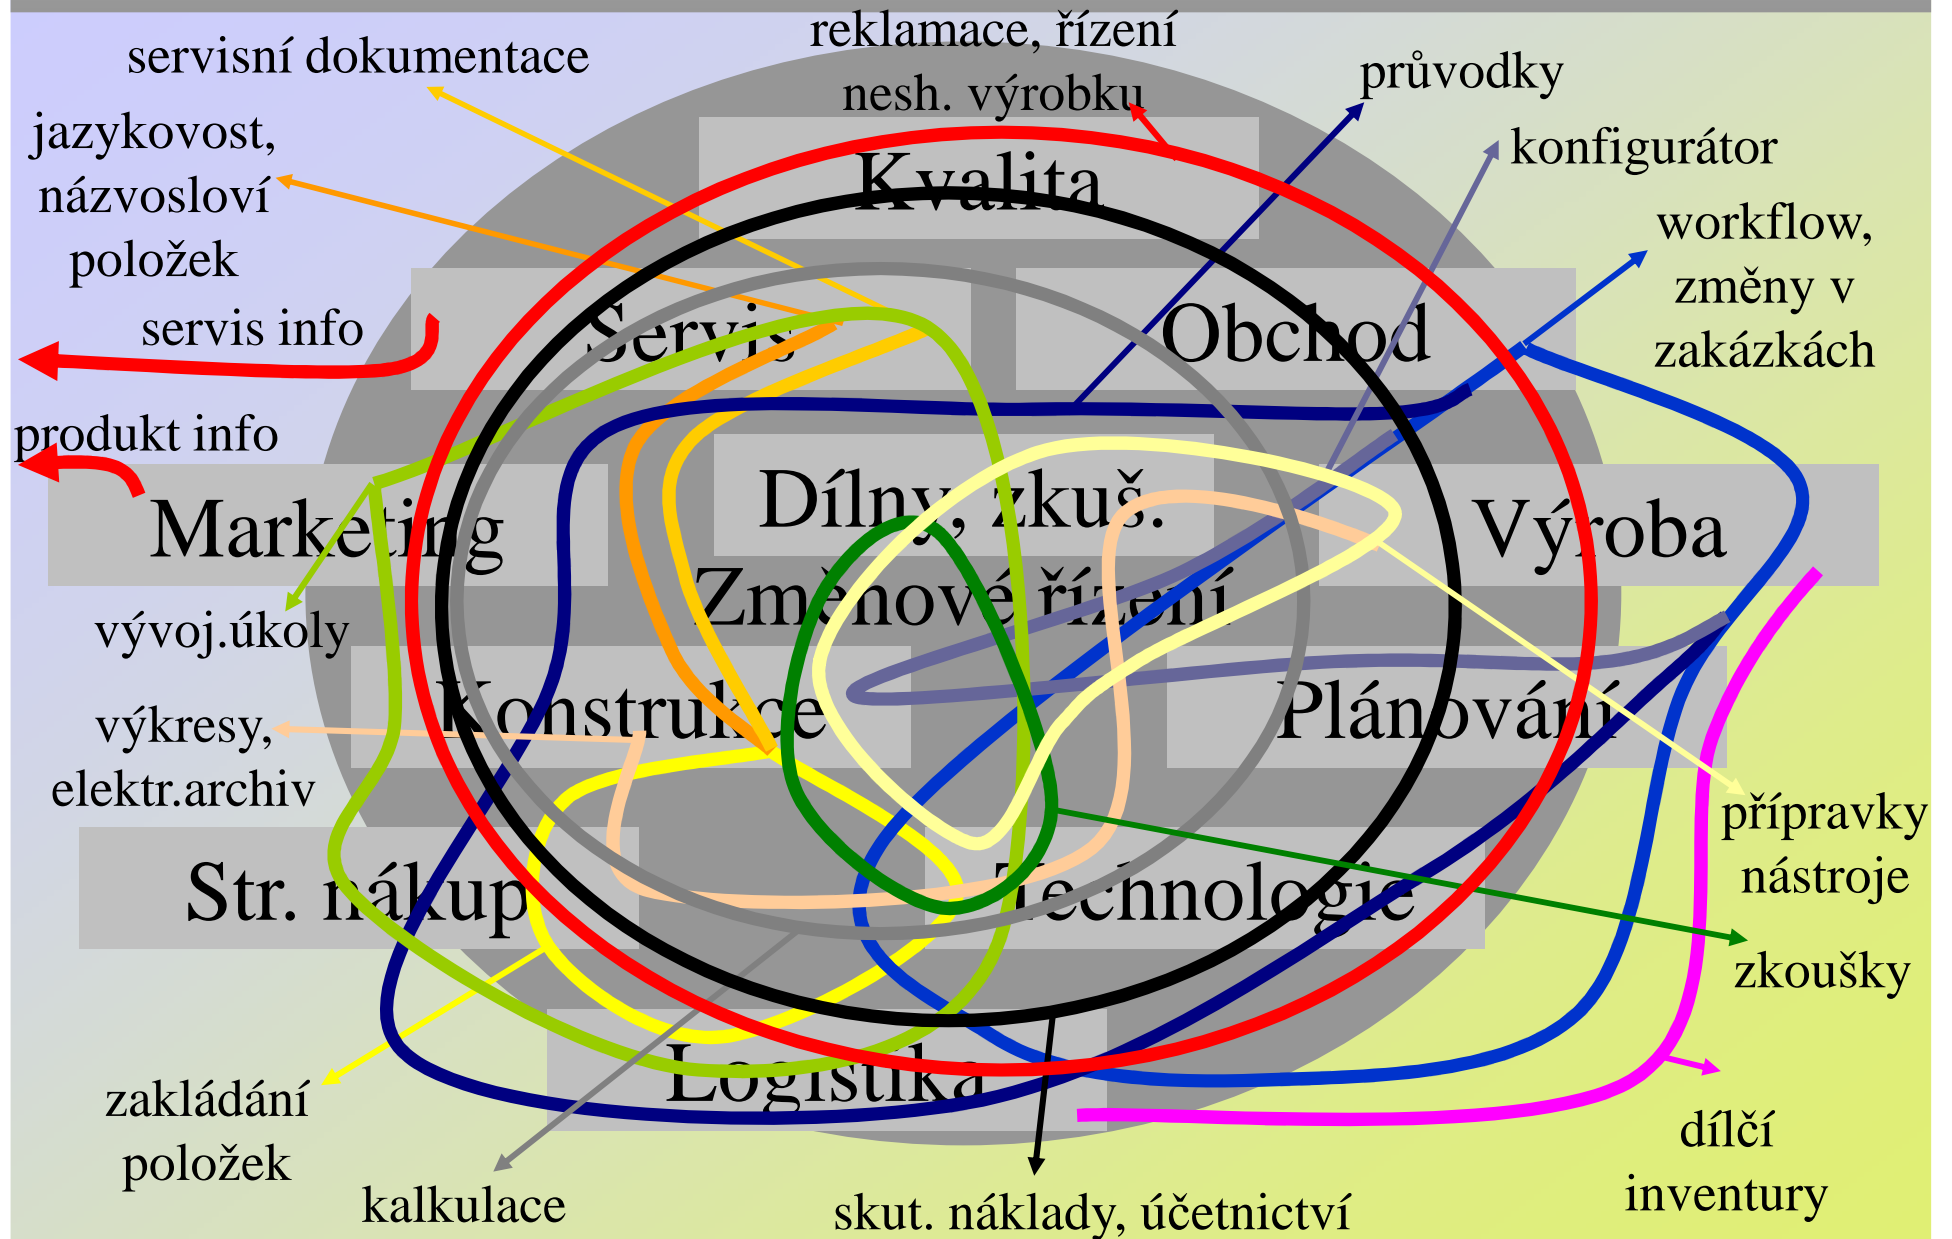 reklamace, řízení
nesh. výrobku
servisní dokumentace
průvodky
jazykovost,
názvosloví
položek
konfigurátor
workflow,
změny v
zakázkách
Kvalita
servis info
Servis
Obchod
produkt info
Marketing
Dílny, zkuš.
Výroba
Změnové řízení
vývoj.úkoly
Konstrukce
Plánování
výkresy,
elektr.archiv
přípravky
nástroje
Str. nákup
Technologie
zkoušky
Logistika
zakládání
položek
dílčí
inventury
kalkulace
skut. náklady, účetnictví